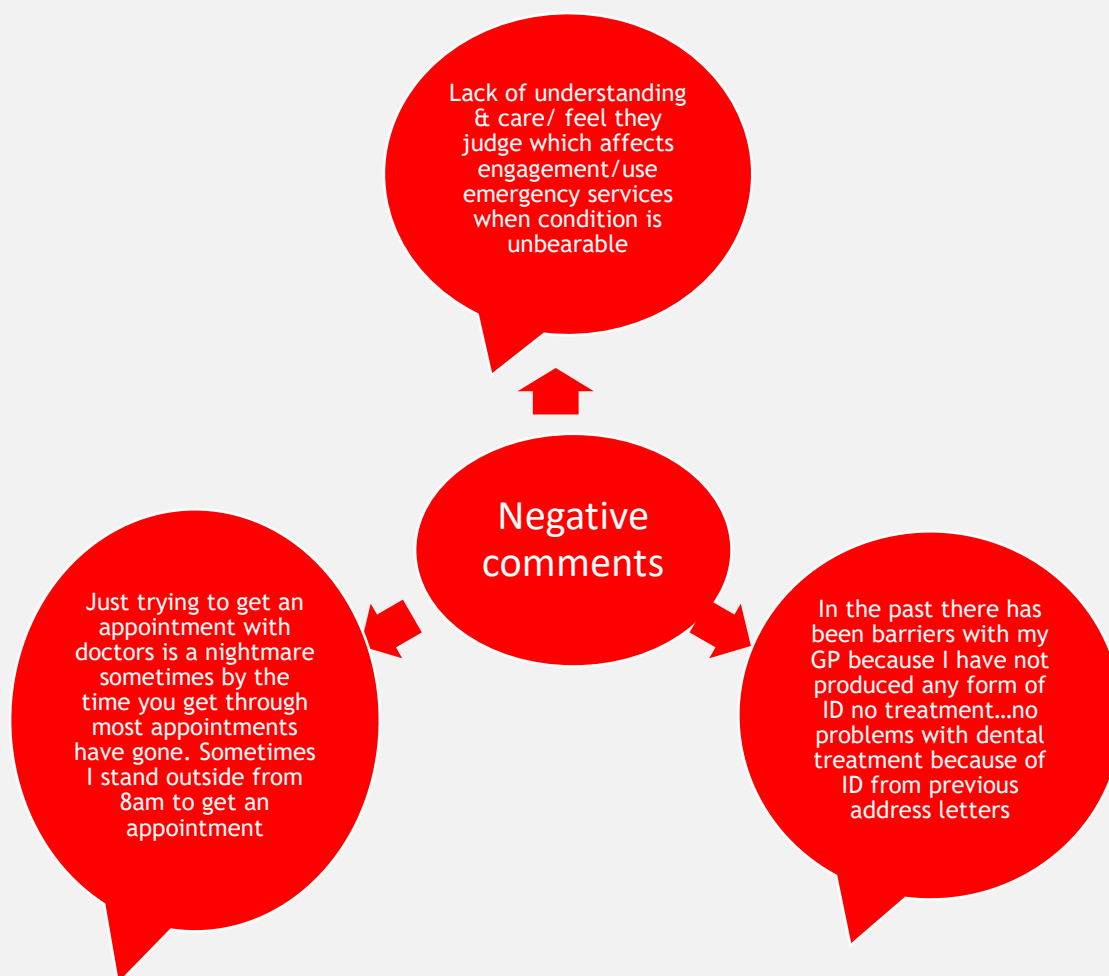 Lack of understanding
& care/ feel they
judge which affects
engagement/use
emergency services
when condition is
unbearable
Negative
comments
Just trying to get an
appointment with
doctors is a nightmare
sometimes by the
time you get through
most appointments
have gone. Sometimes
I stand outside from
8am to get an
appointment
In the past there has
been barriers with my
GP because I have not
produced any form of
ID no treatment…no
problems with dental
treatment because of
ID from previous
address letters